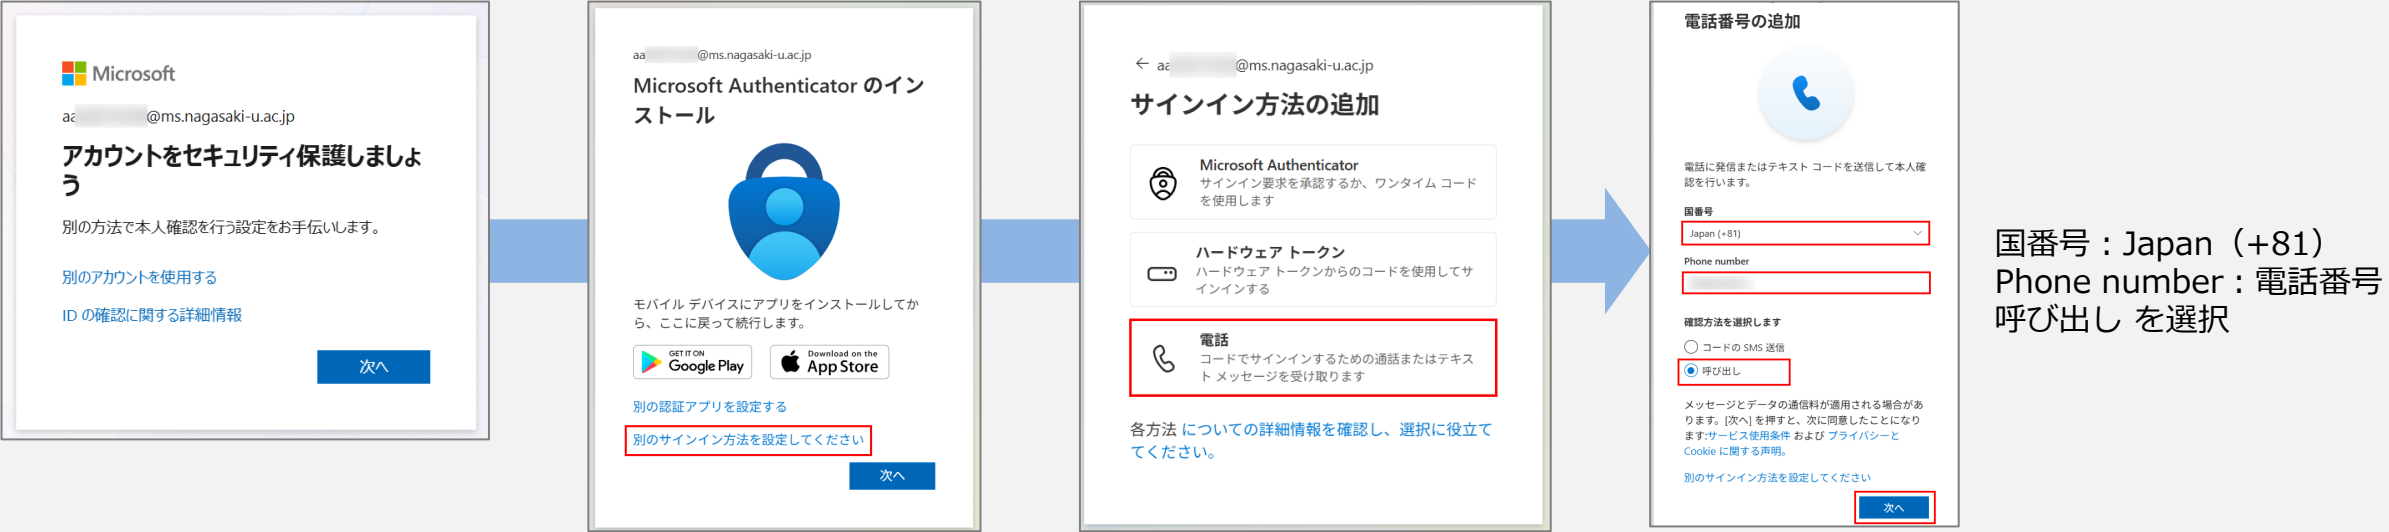 Microsoft
aa @ms.nagasaki-u.ac.jp
アカウントをセキュリティ保護しましょ
う
別の方法で本人確認を行う設定をお手伝いします。
別のアカウントを使用する
ID の確認に関する詳細情報
次へ
aa @ms.nagasaki-u.ac.jp
Microsoft Authenticator のイン
ストール
モバイル デバイスにアプリをインストールしてか
ら、ここに戻って続行します。
GET IT ON
Google Play
Download on the
App Store
別の認証アプリを設定する
別のサインイン方法を設定してください
次へ
← aa @ms.nagasaki-u.ac.jp
サインイン方法の追加
Microsoft Authenticator
サインイン要求を承認するか、ワンタイム コード
を使用します
ハードウェア トークン
ハードウェア トークンからのコードを使用してサ
インインする
電話
コードでサインインするための通話またはテキス
ト メッセージを受け取ります
各方法 についての詳細情報を確認し、選択に役立て
てください。
電話番号の追加
電話に発信またはテキスト コードを送信して本人確
認を行います。
国番号
Japan (+81)
Phone number
確認方法を選択します
コードの SMS 送信
呼び出し
メッセージとデータの通信料が適用される場合があ
ります。[次へ] を押すと、次に同意したことになり
ます:サービス使用条件 および プライバシーと
Cookie に関する声明。
別のサインイン方法を設定してください
次へ
国番号：Japan（+81）
Phone number：電話番号
呼び出し を選択